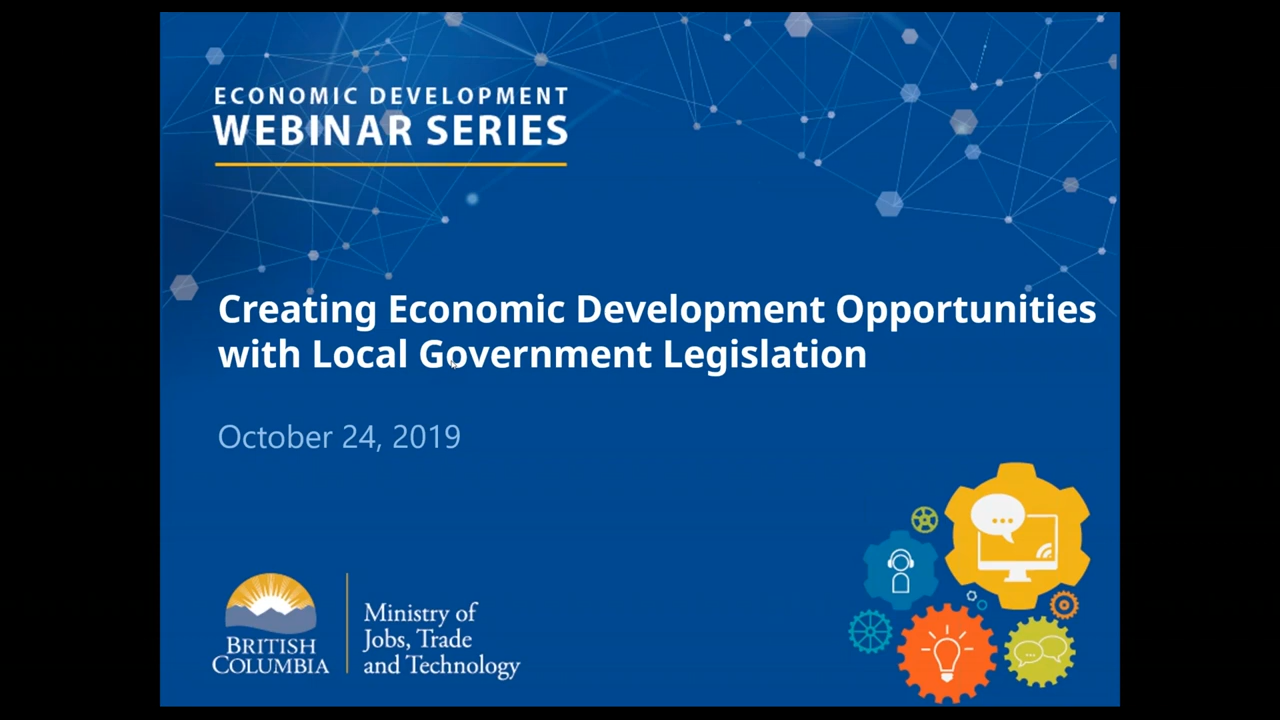 ECONOMIC DEVELOPMENT
WEBINAR SERIES
Creating Economic Development Opportunities
with Local Government Legislation
October 24, 2019
BRITISH
COLUMBIA
Ministry of
Jobs, Trade
and Technology